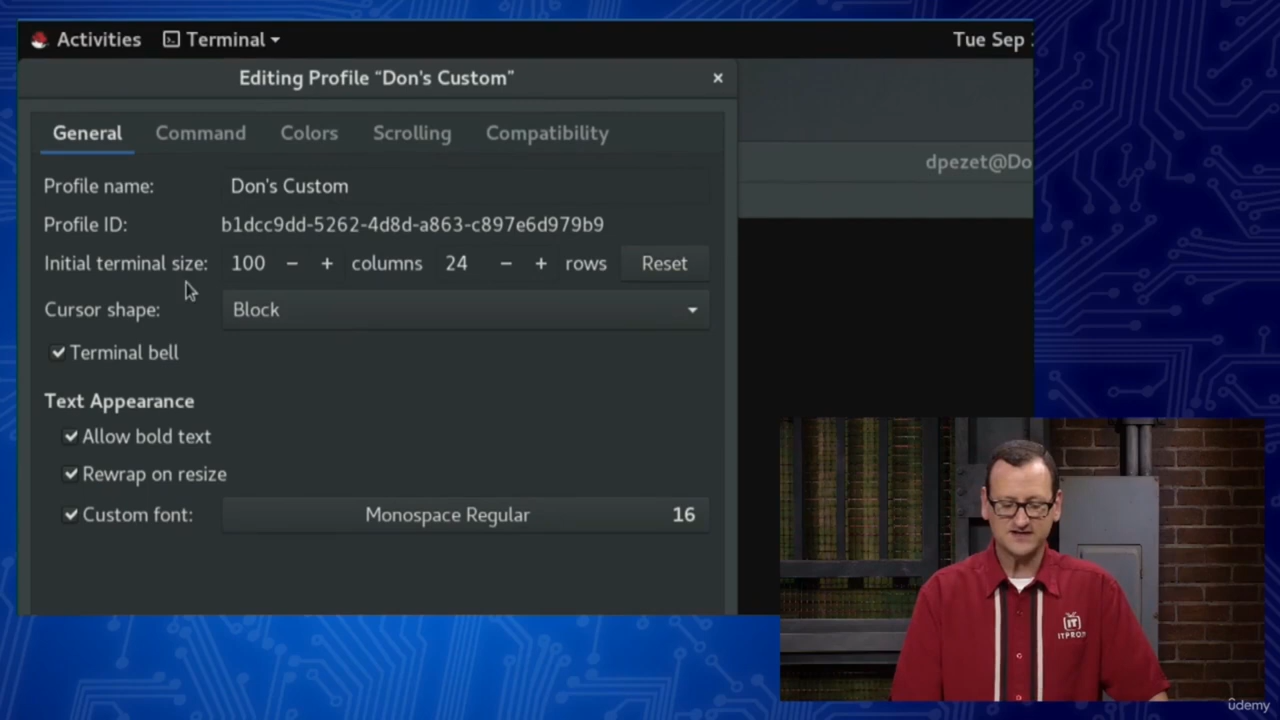 Activities Terminal Tue Sep
Editing Profile “Don's Custom” ×
General Command Colors Scrolling Compatibility
dpezet@Do
Profile name: Don's Custom
Profile ID: b1dcc9dd-5262-4d8d-a863-c897e6d979b9
Initial terminal size: 100 − + columns 24 − + rows Reset
Cursor shape: Block
Terminal bell
Text Appearance
Allow bold text
Rewrap on resize
Custom font: Monospace Regular 16
IT
ITPRO.TV
ûdemy